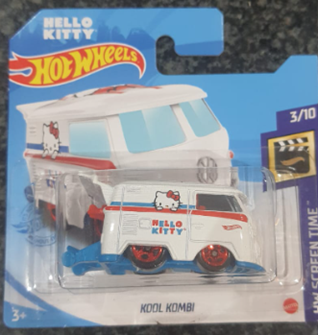 HELLO
KITTY
HOT WHEELS
3/10
HELLO
KITTY
KOOL KOMBI
3+
HW SCREEN TIME